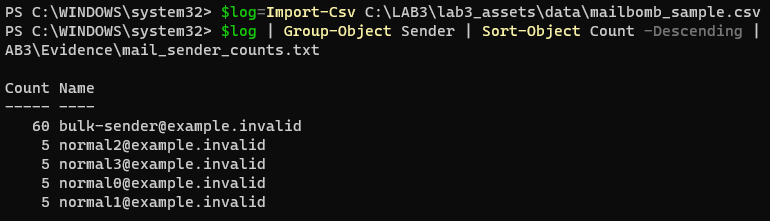 PS C:\WINDOWS\system32> $log=Import-Csv C:\LAB3\lab3_assets\data\mailbomb_sample.csv
PS C:\WINDOWS\system32> $log | Group-Object Sender | Sort-Object Count -Descending |
AB3\Evidence\mail_sender_counts.txt
Count Name
----- ----
60 bulk-sender@example.invalid
5 normal2@example.invalid
5 normal3@example.invalid
5 normal0@example.invalid
5 normal1@example.invalid